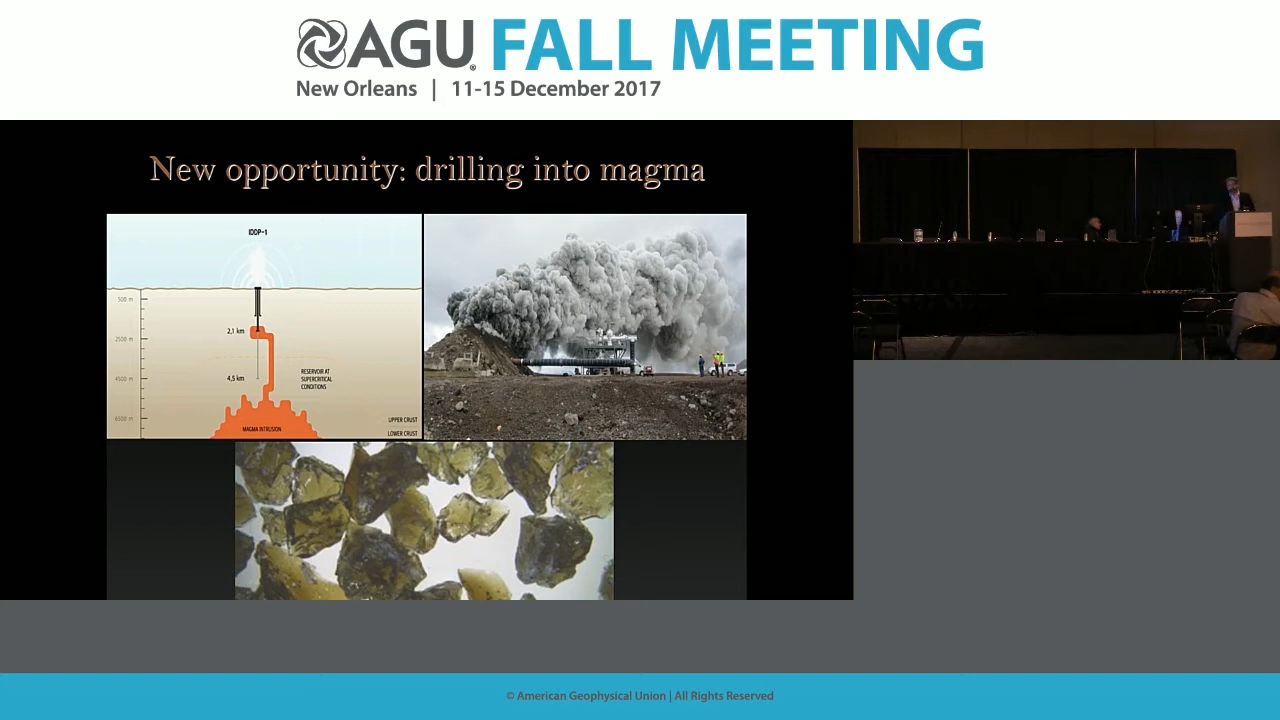 AGU FALL MEETING
New Orleans | 11-15 December 2017
New opportunity: drilling into magma
IDDP-1
500 m
2,1 km
2500 m
4,5 km
4500 m
RESERVOIR AT
SUPERCRITICAL
CONDITIONS
6500 m
MAGMA INTRUSION
UPPER CRUST
LOWER CRUST
© American Geophysical Union | All Rights Reserved